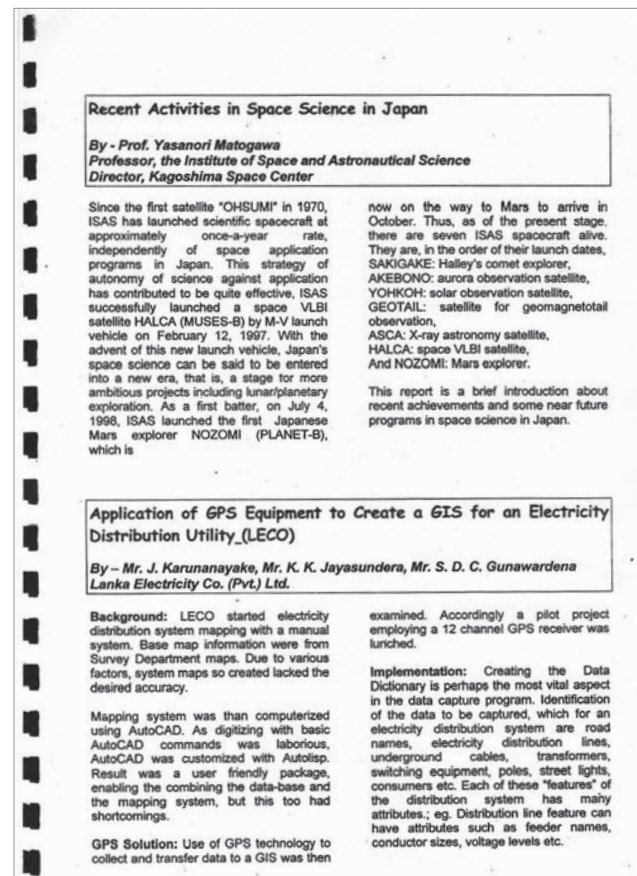 Recent Activities in Space Science in Japan
By - Prof. Yasanori Matogawa
Professor, the Institute of Space and Astronautical Science
Director, Kagoshima Space Center
Since the first satellite "OHSUMI" in 1970,
ISAS has launched scientific spacecraft at
approximately once-a-year rate,
independently of space application
programs in Japan. This strategy of
autonomy of science against application
has contributed to be quite effective, ISAS
successfully launched a space VLBI
satellite HALCA (MUSES-B) by M-V launch
vehicle on February 12, 1997. With the
advent of this new launch vehicle, Japan's
space science can be said to be entered
into a new era, that is, a stage for more
ambitious projects including lunar/planetary
exploration. As a first batter, on July 4,
1998, ISAS launched the first Japanese
Mars explorer NOZOMI (PLANET-B),
which is
now on the way to Mars to arrive in
October. Thus, as of the present stage,
there are seven ISAS spacecraft alive.
They are, in the order of their launch dates,
SAKIGAKE: Halley's comet explorer,
AKEBONO: aurora observation satellite,
YOHKOH: solar observation satellite,
GEOTAIL: satellite for geomagnetotail
observation,
ASCA: X-ray astronomy satellite,
HALCA: space VLBI satellite,
And NOZOMI: Mars explorer.
This report is a brief introduction about
recent achievements and some near future
programs in space science in Japan.
Application of GPS Equipment to Create a GIS for an Electricity
Distribution Utility_(LECO)
By – Mr. J. Karunanayake, Mr. K. K. Jayasundera, Mr. S. D. C. Gunawardena
Lanka Electricity Co. (Pvt.) Ltd.
Background: LECO started electricity
distribution system mapping with a manual
system. Base map information were from
Survey Department maps. Due to various
factors, system maps so created lacked the
desired accuracy.
Mapping system was than computerized
using AutoCAD. As digitizing with basic
AutoCAD commands was laborious,
AutoCAD was customized with Autolisp.
Result was a user friendly package,
enabling the combining the data-base and
the mapping system, but this too had
shortcomings.
GPS Solution: Use of GPS technology to
collect and transfer data to a GIS was then
examined. Accordingly a pilot project
employing a 12 channel GPS receiver was
lunched.
Implementation: Creating the Data
Dictionary is perhaps the most vital aspect
in the data capture program. Identification
of the data to be captured, which for an
electricity distribution system are road
names, electricity distribution lines,
underground cables, transformers,
switching equipment, poles, street lights,
consumers etc. Each of these "features" of
the distribution system has many
attributes.; eg. Distribution line feature can
have attributes such as feeder names,
conductor sizes, voltage levels etc.